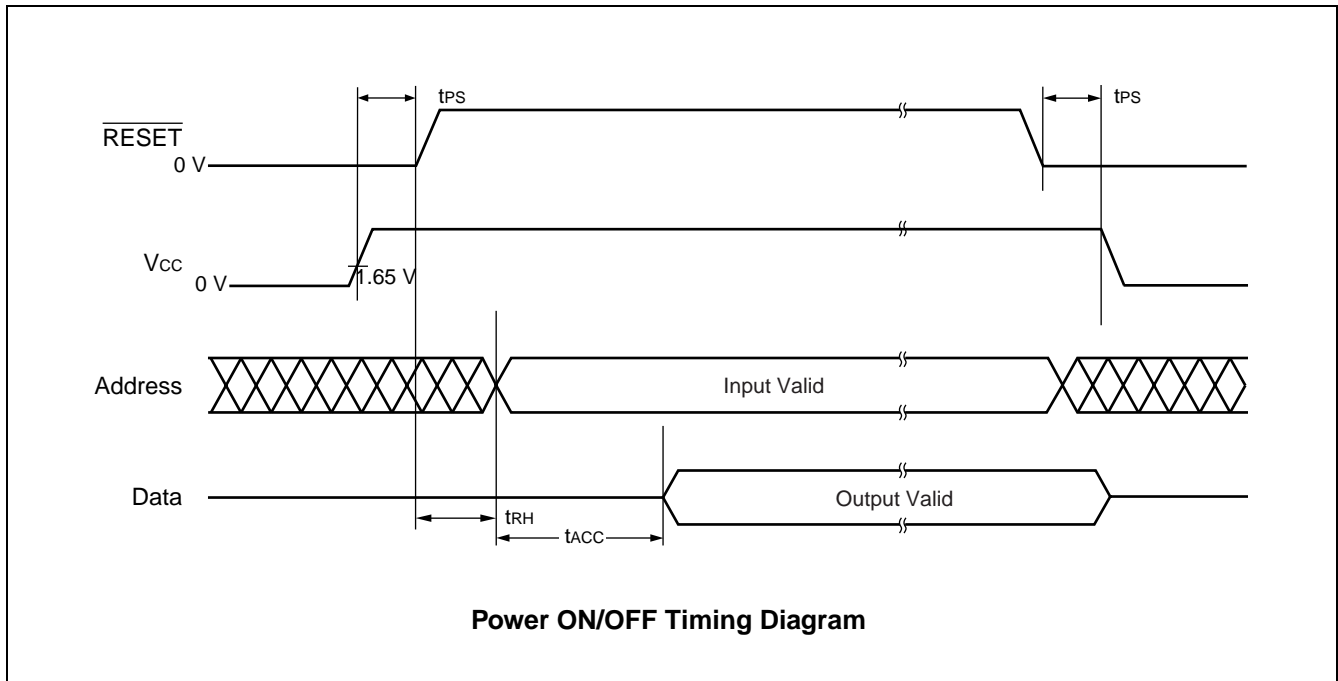 tPS
tPS
RESET
0 V
VCC
1.65 V
0 V
Address
Input Valid
Data
Output Valid
tRH
tACC
Power ON/OFF Timing Diagram